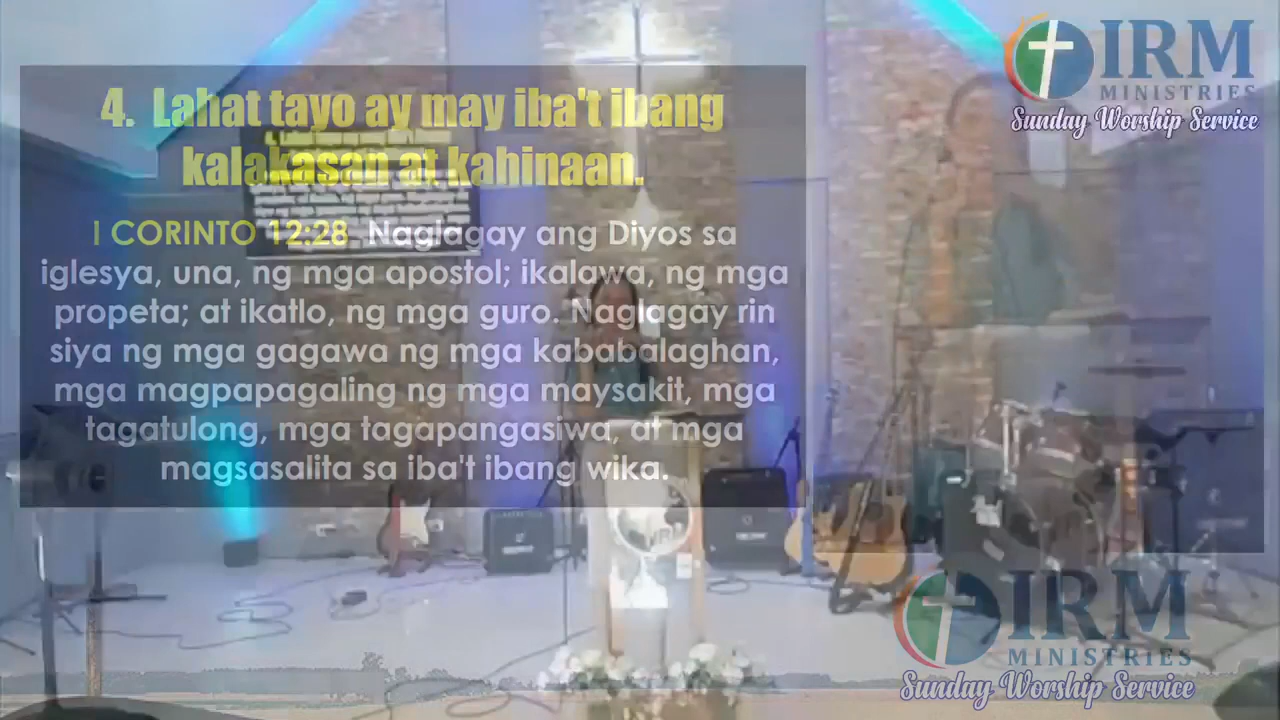 4. Lahat tayo ay may iba't ibang
kalakasan at kahinaan.
I CORINTO 12:28 Naglagay ang Diyos sa
iglesya, una, ng mga apostol; ikalawa, ng mga
propeta; at ikatlo, ng mga guro. Naglagay rin
siya ng mga gagawa ng mga kababalaghan,
mga magpapagaling ng mga maysakit, mga
tagatulong, mga tagapangasiwa, at mga
magsasalita sa iba't ibang wika.
IRM
MINISTRIES
Sunday Worship Service
IRM
MINISTRIES
Sunday Worship Service